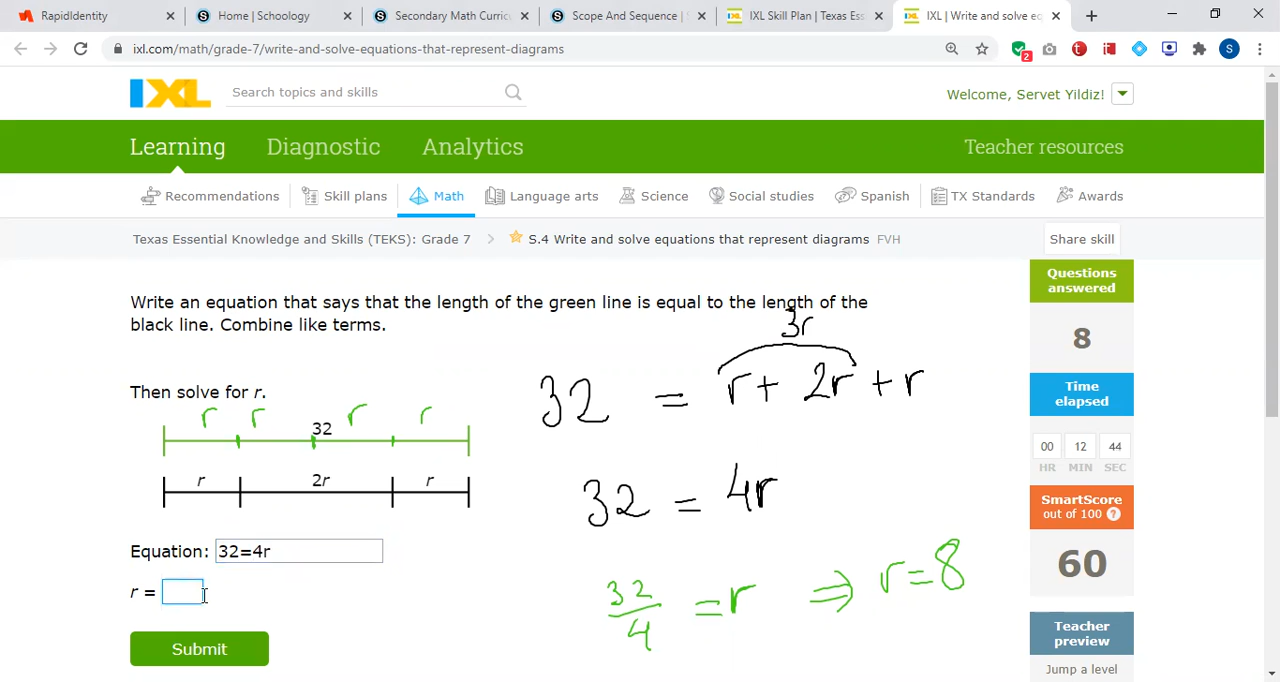 RapidIdentity
Home | Schoology
Secondary Math Curric
Scope And Sequence |
IXL Skill Plan | Texas Ess
IXL | Write and solve eq
ixl.com/math/grade-7/write-and-solve-equations-that-represent-diagrams
2
S
IXL
Search topics and skills
Welcome, Servet Yildiz!
Learning Diagnostic Analytics Teacher resources
Recommendations Skill plans Math Language arts Science Social studies Spanish TX Standards Awards
Texas Essential Knowledge and Skills (TEKS): Grade 7 > S.4 Write and solve equations that represent diagrams FVH
Share skill
Write an equation that says that the length of the green line is equal to the length of the
black line. Combine like terms.
Then solve for r.
r r r r
32
r 2r r
Equation: 32=4r
r =
Submit
3r
32 = r + 2r + r
32 = 4r
32/4 = r ⇒ r = 8
Questions
answered
8
Time
elapsed
00 12 44
HR MIN SEC
SmartScore
out of 100 ?
60
Teacher
preview
Jump a level